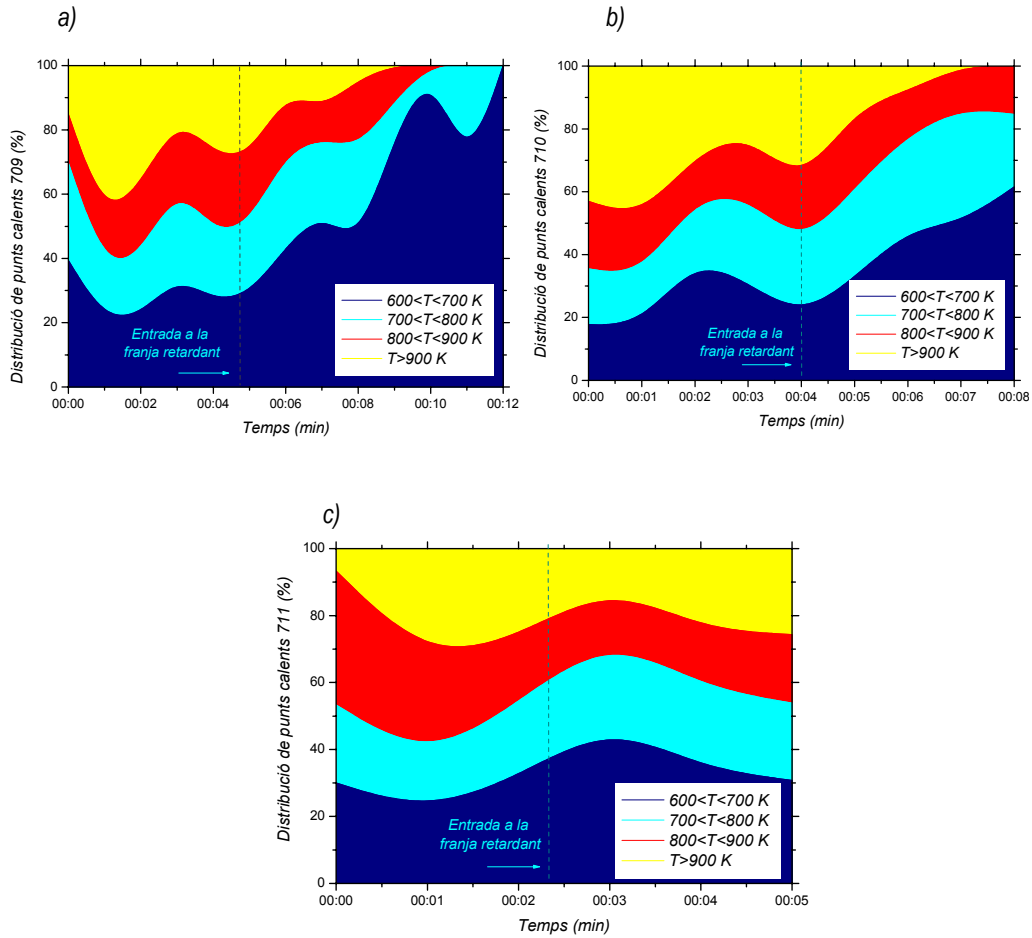 a)
Distribució de punts calents 709 (%)
100
80
60
40
20
0
Entrada a la
franja retardant
600<T<700 K
700<T<800 K
800<T<900 K
T>900 K
00:00 00:02 00:04 00:06 00:08 00:10 00:12
Temps (min)
b)
Distribució de punts calents 710 (%)
100
80
60
40
20
0
Entrada a la
franja retardant
600<T<700 K
700<T<800 K
800<T<900 K
T>900 K
00:00 00:01 00:02 00:03 00:04 00:05 00:06 00:07 00:08
Temps (min)
c)
Distribució de punts calents 711 (%)
100
80
60
40
20
0
Entrada a la
franja retardant
600<T<700 K
700<T<800 K
800<T<900 K
T>900 K
00:00 00:01 00:02 00:03 00:04 00:05
Temps (min)